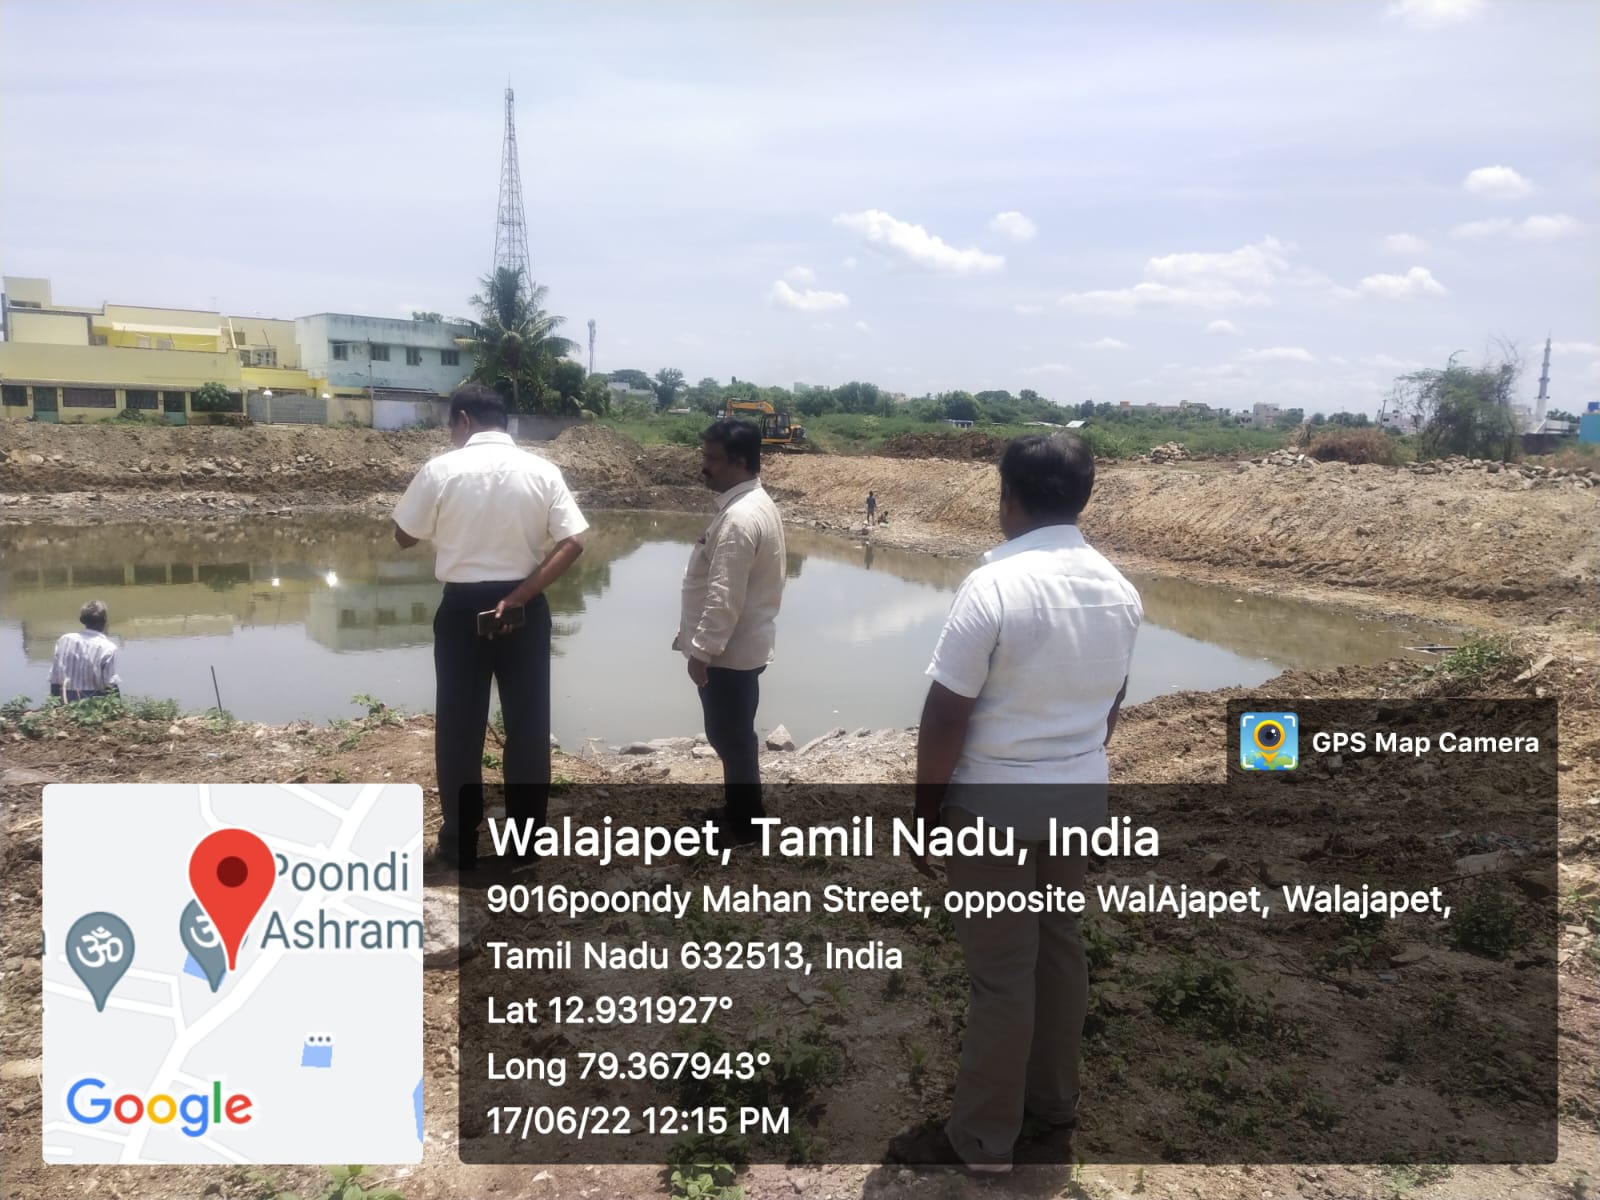 GPS Map Camera
Poondi
Ashram
Google
Walajapet, Tamil Nadu, India
9016poondy Mahan Street, opposite WalAjapet, Walajapet,
Tamil Nadu 632513, India
Lat 12.931927°
Long 79.367943°
17/06/22 12:15 PM